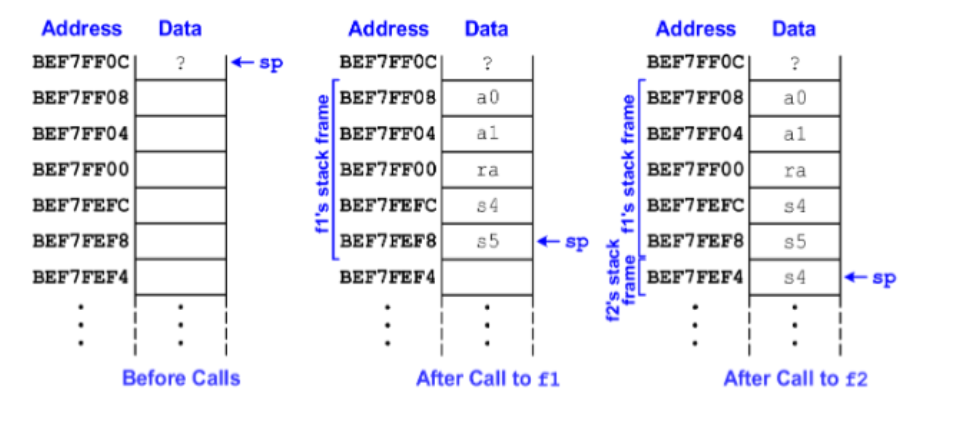 Address Data Address Data Address Data
BEF7FF0C ? ← sp BEF7FF0C ? BEF7FF0C ?
BEF7FF08 BEF7FF08 a0 BEF7FF08 a0
BEF7FF04 BEF7FF04 a1 BEF7FF04 a1
BEF7FF00 BEF7FF00 ra BEF7FF00 ra
BEF7FEFC BEF7FEFC s4 BEF7FEFC s4
BEF7FEF8 BEF7FEF8 s5 ← sp BEF7FEF8 s5
BEF7FEF4 BEF7FEF4 BEF7FEF4 s4 ← sp
f1's stack frame
f1's stack frame
f2's stack
frame
Before Calls After Call to f1 After Call to f2